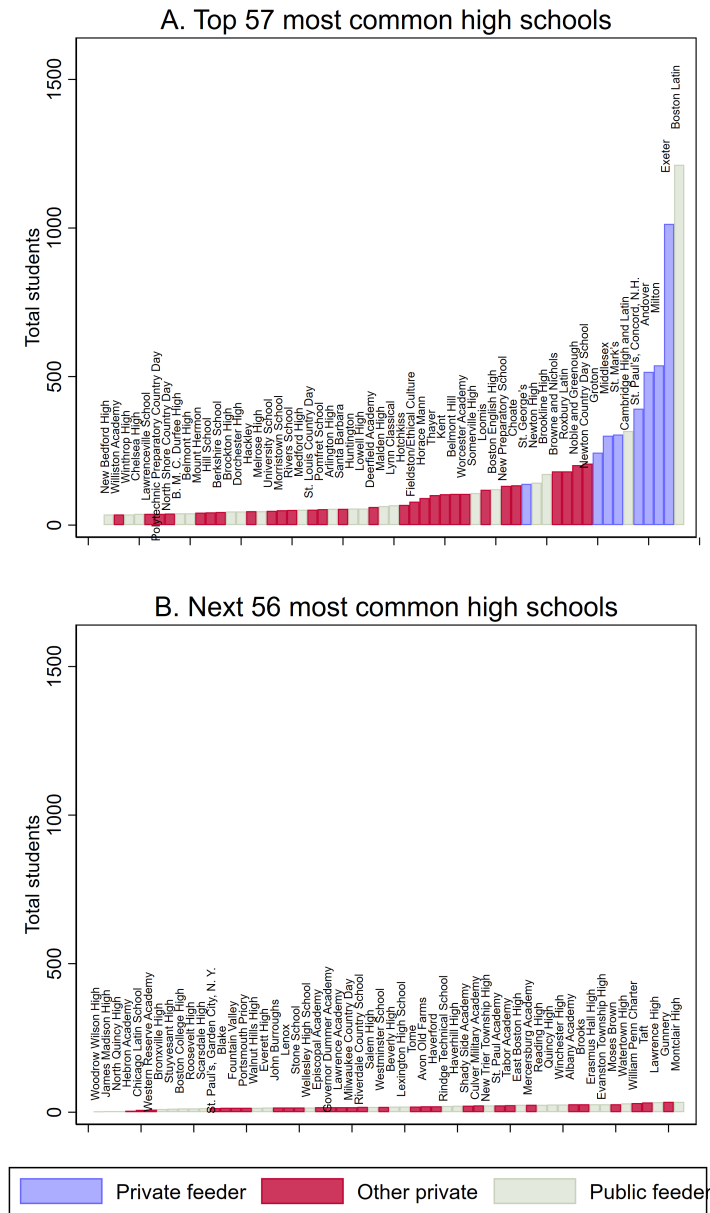 A. Top 57 most common high schools
Total students
1500
1000
500
0
New Bedford High
Williston Academy
Winthrop High
Chelsea High
Lawrenceville School
Polytechnic Preparatory Country Day
North Shore Country Day
B. M. C. Durfee High
Belmont High
Mount Hermon
Hill School
Berkshire School
Brockton High
Dorchester High
Hackley
Melrose High
University School
Morristown School
Rivers School
Medford High
St. Louis Country Day
Pomfret School
Arlington High
Santa Barbara
Huntington
Lowell High
Deerfield Academy
Malden High
Lynn Classical
Hotchkiss
Fieldston/Ethical Culture
Horace Mann
Thayer
Kent
Belmont Hill
Worcester Academy
Somerville High
Loomis
Boston English High
New Preparatory School
Choate
St. George's
Newton High
Brookline High
Browne and Nichols
Roxbury Latin
Noble and Greenough
Newton Country Day School
Groton
Middlesex
St. Mark's
Cambridge High and Latin
St. Paul's, Concord, N.H.
Andover
Milton
Exeter
Boston Latin
B. Next 56 most common high schools
Total students
1500
1000
500
0
Woodrow Wilson High
James Madison High
North Quincy High
Hebron Academy
Chicago Latin School
Western Reserve Academy
Bronxville High
Stuyvesant High
Boston College High
Roosevelt High
Scarsdale High
St. Paul's, Garden City, N. Y.
Blake
Fountain Valley
Portsmouth Priory
Walnut Hills High
Everett High
John Burroughs
Lenox
Stone School
Wellesley High School
Episcopal Academy
Governor Dummer Academy
Lawrence Academy
Milwaukee Country Day
Riverdale Country School
Salem High
Westminster School
Beverly High
Lexington High School
Tome
Avon Old Farms
Haverford
Rindge Technical School
Haverhill High
Shady Side Academy
Culver Military Academy
New Trier Township High
St. Paul Academy
Tabor Academy
East Boston High
Mercersburg Academy
Reading High
Quincy High
Winchester High
Albany Academy
Brooks
Erasmus Hall High
Evanston Township High
Moses Brown
Watertown High
William Penn Charter
Taft
Lawrence High
Gunnery
Montclair High
Private feeder
Other private
Public feeder